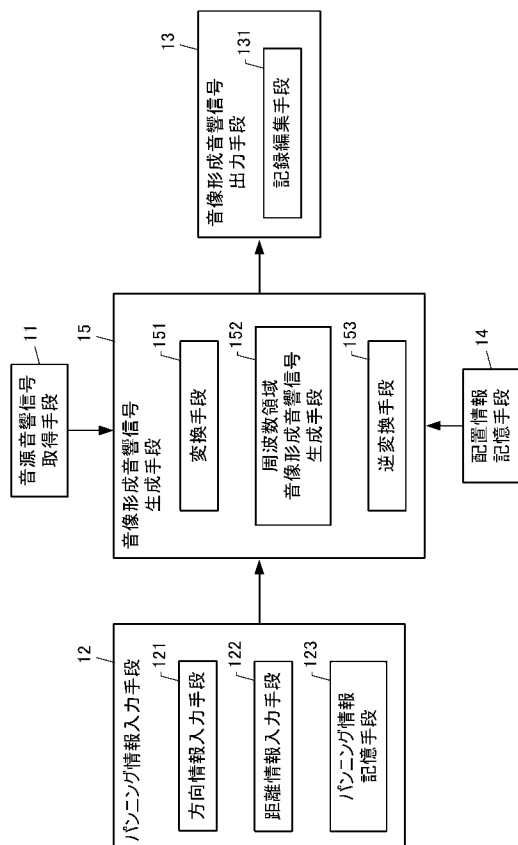 12
パンニング情報入力手段
121
方向情報入力手段
122
距離情報入力手段
123
パンニング情報
記憶手段
11
音源音響信号
取得手段
15
音像形成音響信号
生成手段
151
変換手段
152
周波数領域
音像形成音響信号
生成手段
153
逆変換手段
14
配置情報
記憶手段
13
音像形成音響信号
出力手段
131
記録編集手段